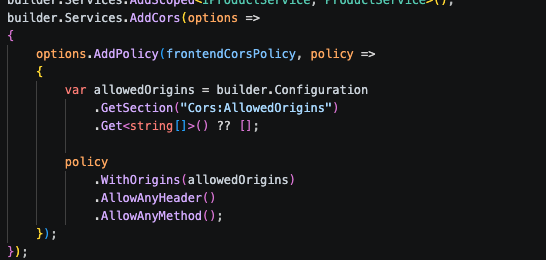 builder.Services.AddScoped<IProductService, ProductService>();
builder.Services.AddCors(options =>
{
    options.AddPolicy(frontendCorsPolicy, policy =>
    {
        var allowedOrigins = builder.Configuration
            .GetSection("Cors:AllowedOrigins")
            .Get<string[]>() ?? [];

        policy
            .WithOrigins(allowedOrigins)
            .AllowAnyHeader()
            .AllowAnyMethod();
    });
});